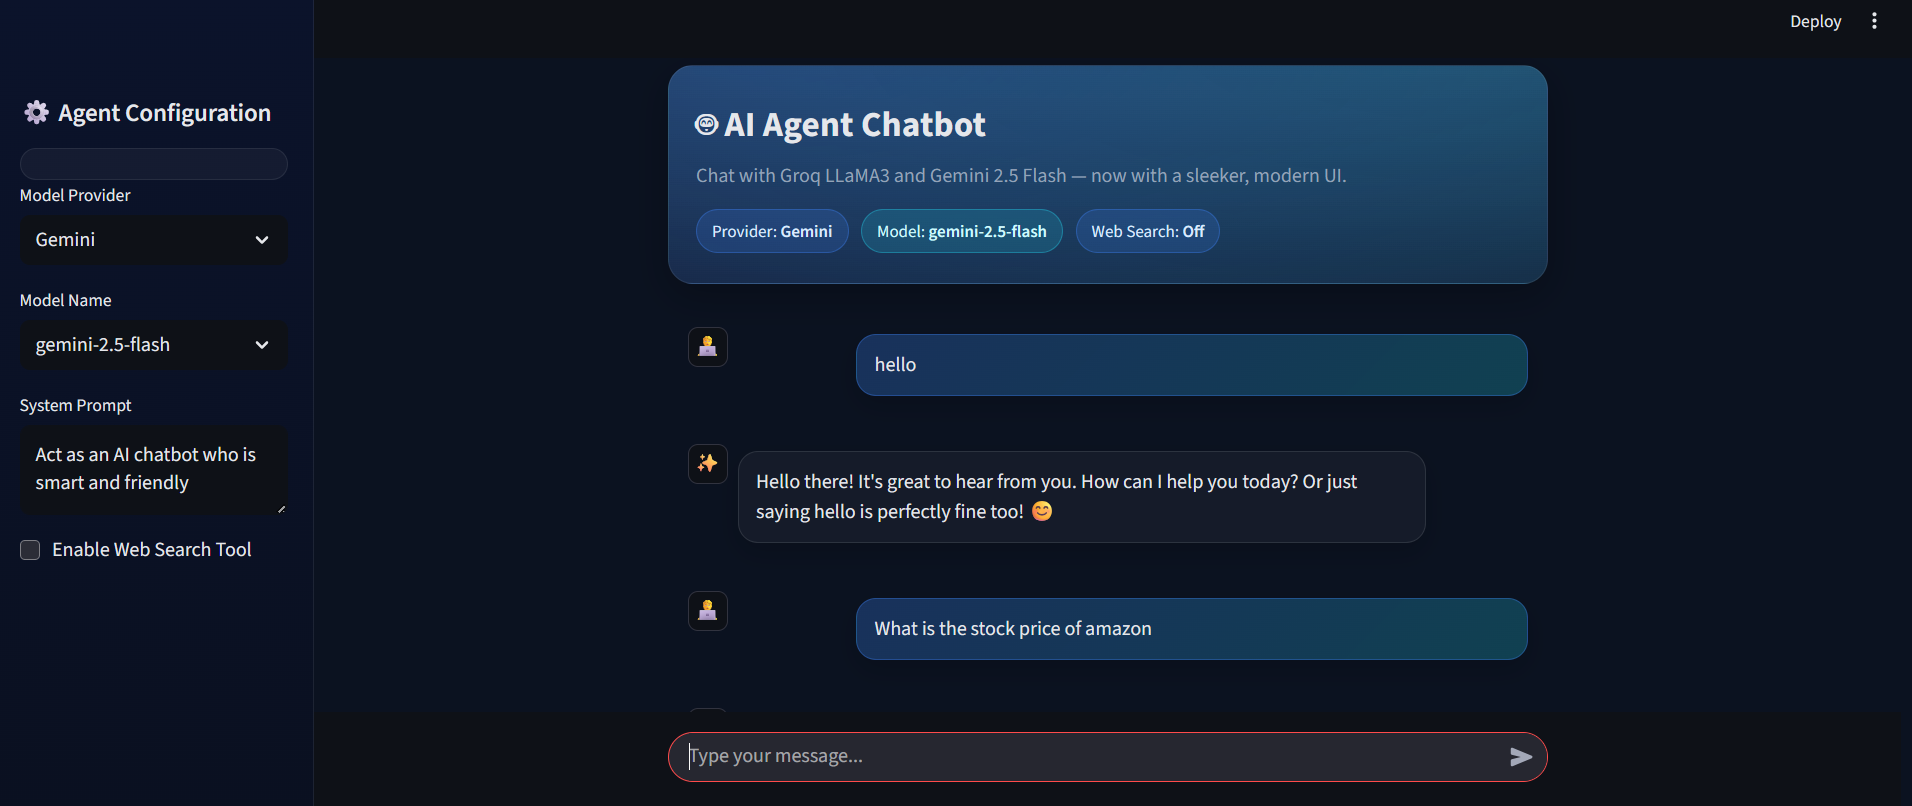 Deploy
Agent Configuration
Model Provider
Gemini
Model Name
gemini-2.5-flash
System Prompt
Act as an AI chatbot who is
smart and friendly
Enable Web Search Tool
AI Agent Chatbot
Chat with Groq LLaMA3 and Gemini 2.5 Flash — now with a sleeker, modern UI.
Provider: Gemini
Model: gemini-2.5-flash
Web Search: Off
hello
Hello there! It's great to hear from you. How can I help you today? Or just
saying hello is perfectly fine too! 😊
What is the stock price of amazon
Type your message...